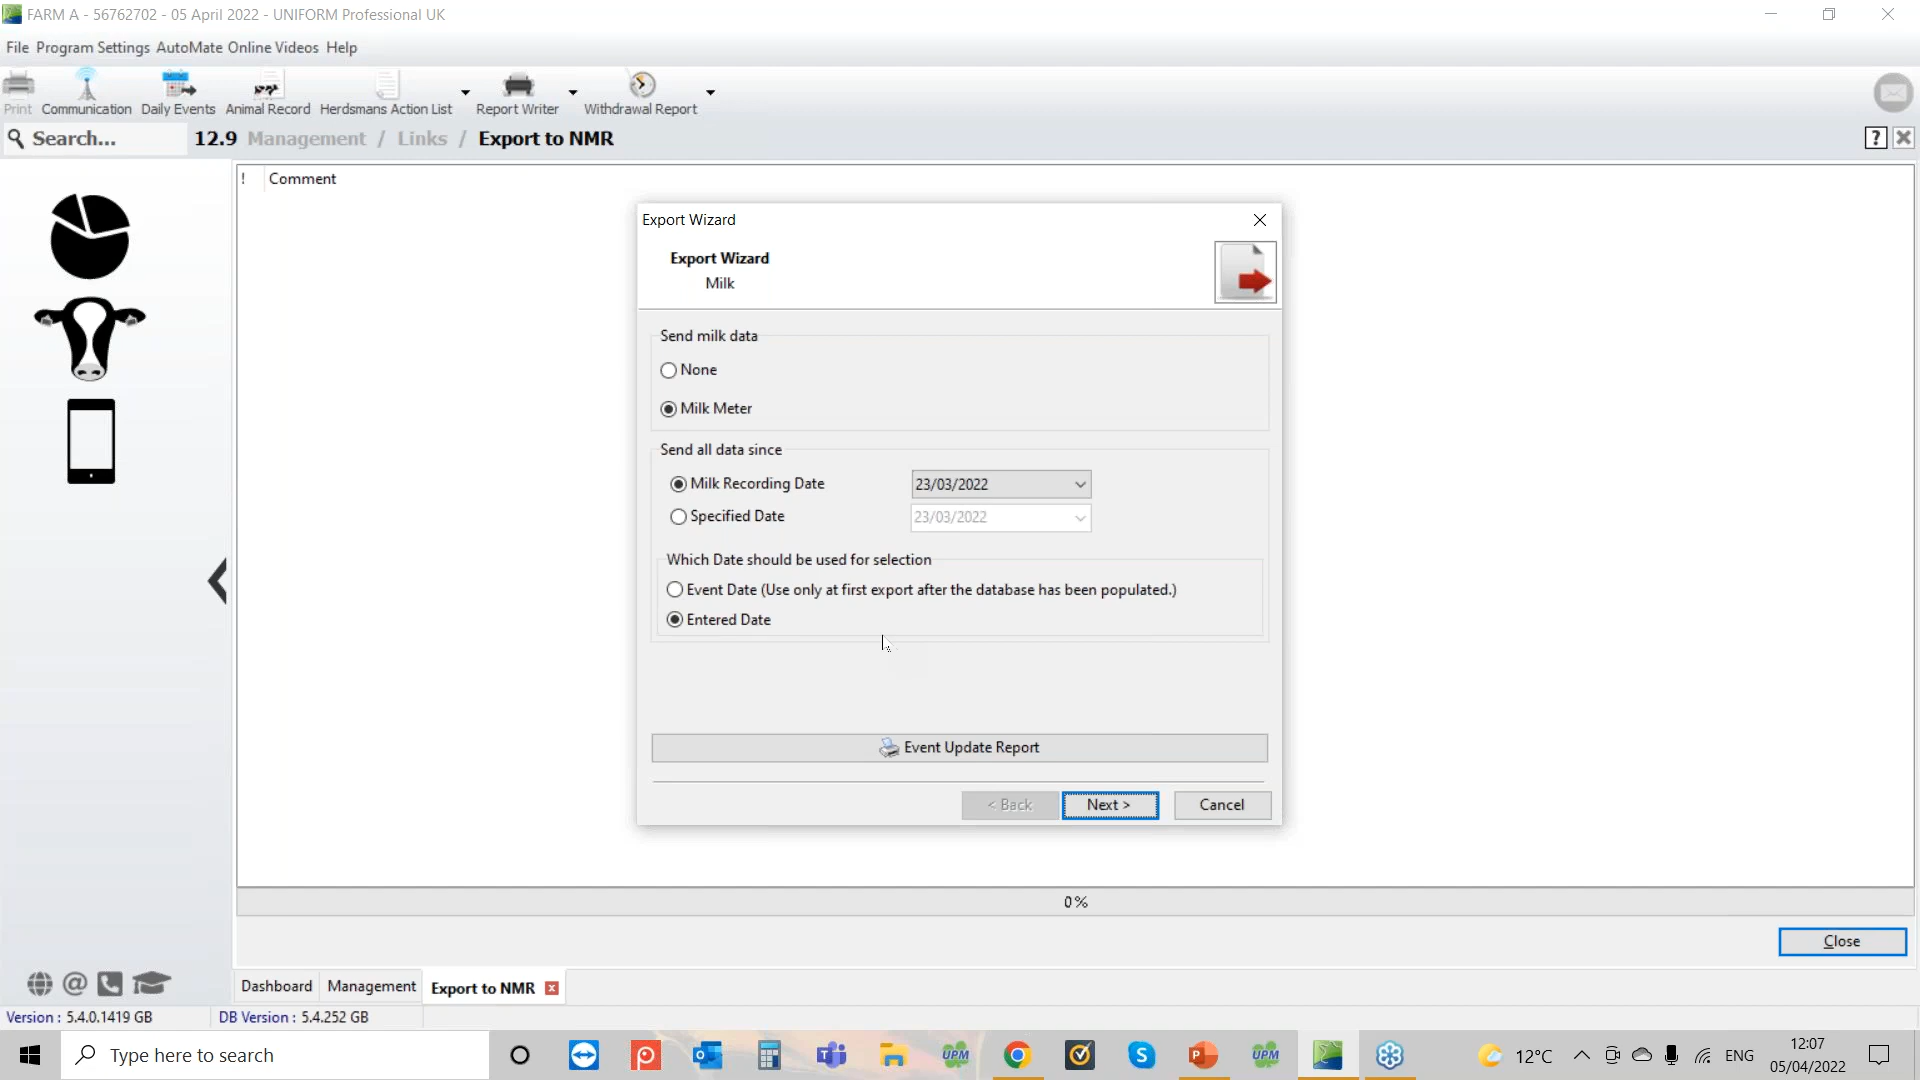 FARM A - 56762702 - 05 April 2022 - UNIFORM Professional UK
File Program Settings AutoMate Online Videos Help
Print Communication Daily Events Animal Record Herdsmans Action List Report Writer Withdrawal Report
Search... 12.9 Management / Links / Export to NMR ?
! Comment
Export Wizard
Export Wizard
Milk
Send milk data
None
Milk Meter
Send all data since
Milk Recording Date 23/03/2022
Specified Date 23/03/2022
Which Date should be used for selection
Event Date (Use only at first export after the database has been populated.)
Entered Date
Event Update Report
< Back Next > Cancel
0%
Close
@ Dashboard Management Export to NMR
Version : 5.4.0.1419 GB DB Version : 5.4.252 GB
Type here to search UPM UPM 12°C ENG 12:07
05/04/2022